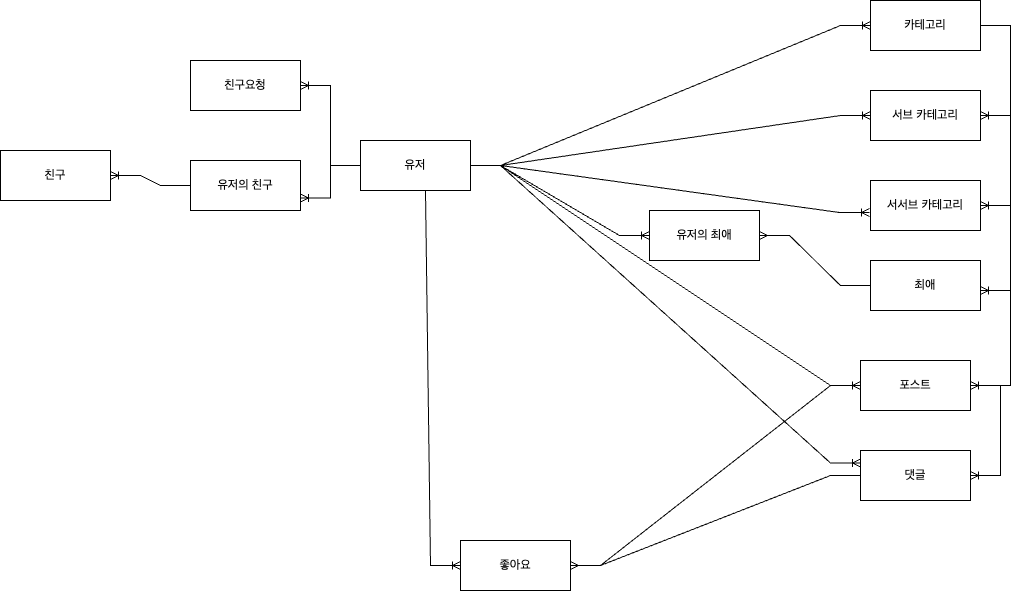 카테고리
친구요청
서브 카테고리
유저
친구
유저의 친구
서서브 카테고리
유저의 최애
최애
포스트
댓글
좋아요